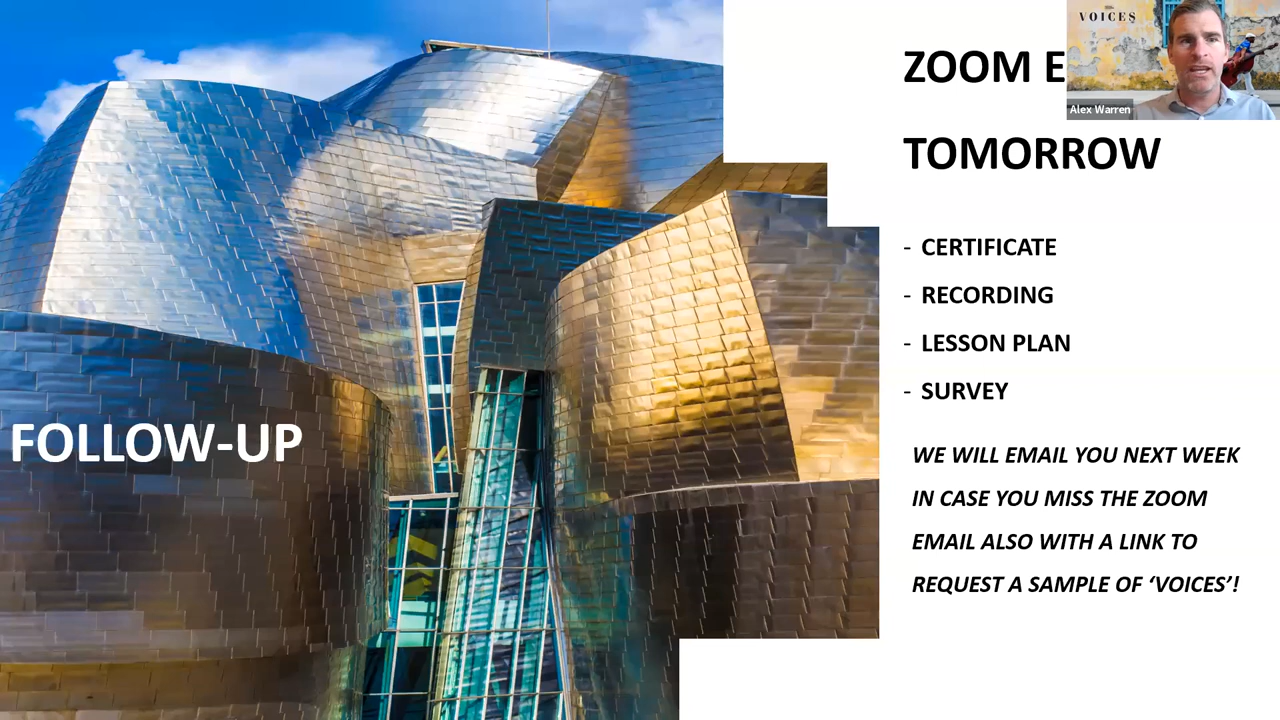 VOICES
Alex Warren
ZOOM E
TOMORROW
- CERTIFICATE
- RECORDING
- LESSON PLAN
- SURVEY
FOLLOW-UP
WE WILL EMAIL YOU NEXT WEEK
IN CASE YOU MISS THE ZOOM
EMAIL ALSO WITH A LINK TO
REQUEST A SAMPLE OF ‘VOICES’!